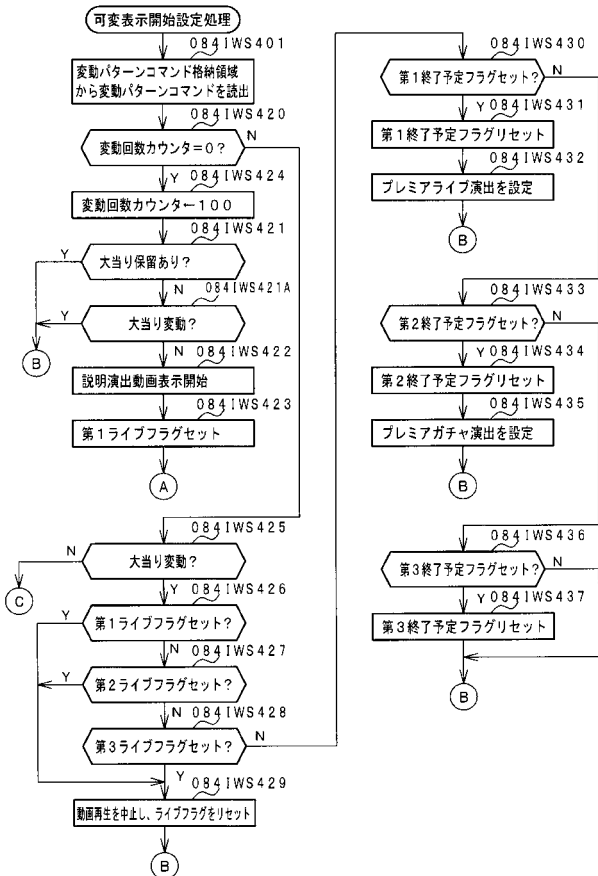 可変表示開始設定処理
084IWS401
変動パターンコマンド格納領域
から変動パターンコマンドを読出
084IWS420
変動回数カウンタ=0?
N
Y
084IWS424
変動回数カウンタ←100
084IWS421
大当り保留あり?
Y
N
084IWS421A
大当り変動?
Y
N
B
084IWS422
説明演出動画表示開始
084IWS423
第1ライブフラグセット
A
084IWS425
大当り変動?
N
Y
C
084IWS426
第1ライブフラグセット?
Y
N
084IWS427
第2ライブフラグセット?
Y
N
084IWS428
第3ライブフラグセット?
N
Y
084IWS429
動画再生を中止し、ライブフラグをリセット
B
084IWS430
第1終了予定フラグセット?
N
Y
084IWS431
第1終了予定フラグリセット
084IWS432
プレミアライブ演出を設定
B
084IWS433
第2終了予定フラグセット?
N
Y
084IWS434
第2終了予定フラグリセット
084IWS435
プレミアガチャ演出を設定
B
084IWS436
第3終了予定フラグセット?
N
Y
084IWS437
第3終了予定フラグリセット
B